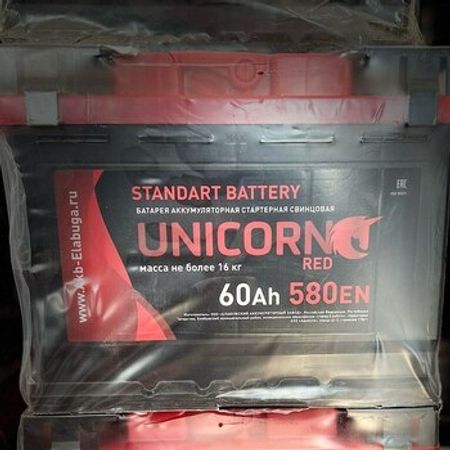 STANDART BATTERY
БАТАРЕЯ АККУМУЛЯТОРНАЯ СТАРТЕРНАЯ СВИНЦОВАЯ
UNICORN
RED
масса не более 16 кг
60Ah 580EN
www.Akb-Elabuga.ru
EAC